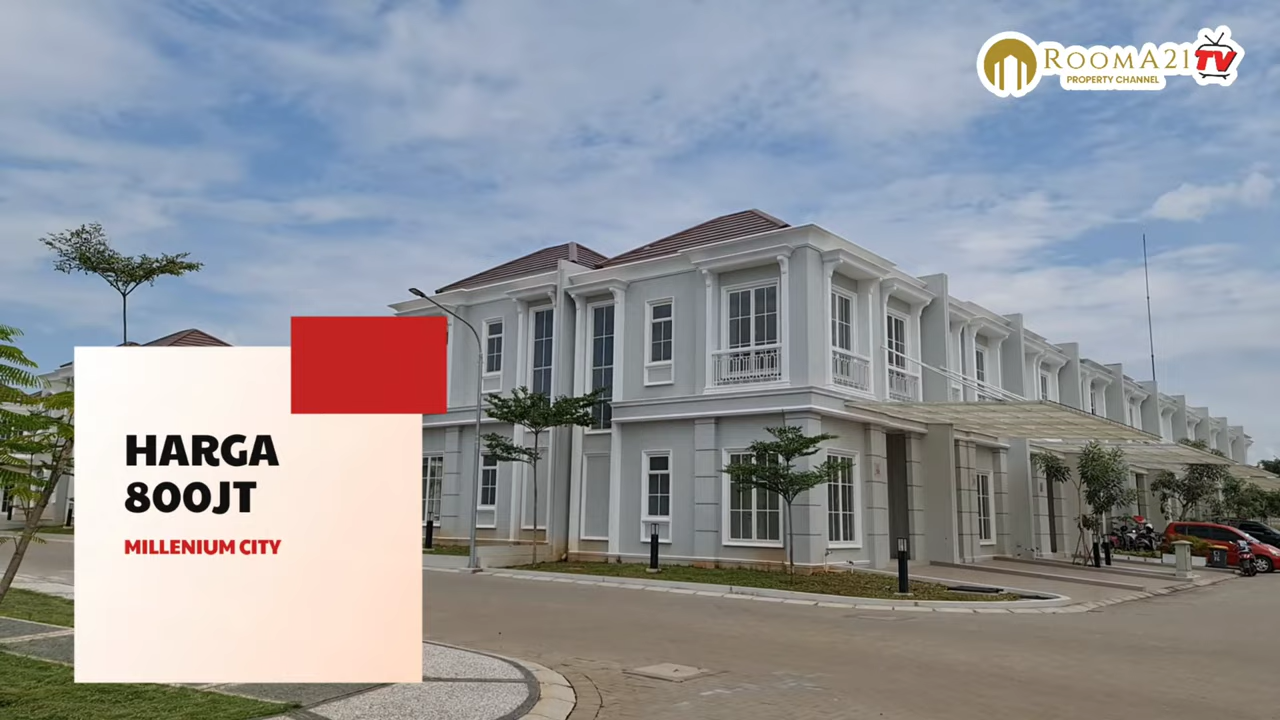 ROOMA21 TV
PROPERTY CHANNEL
HARGA
800JT
MILLENIUM CITY